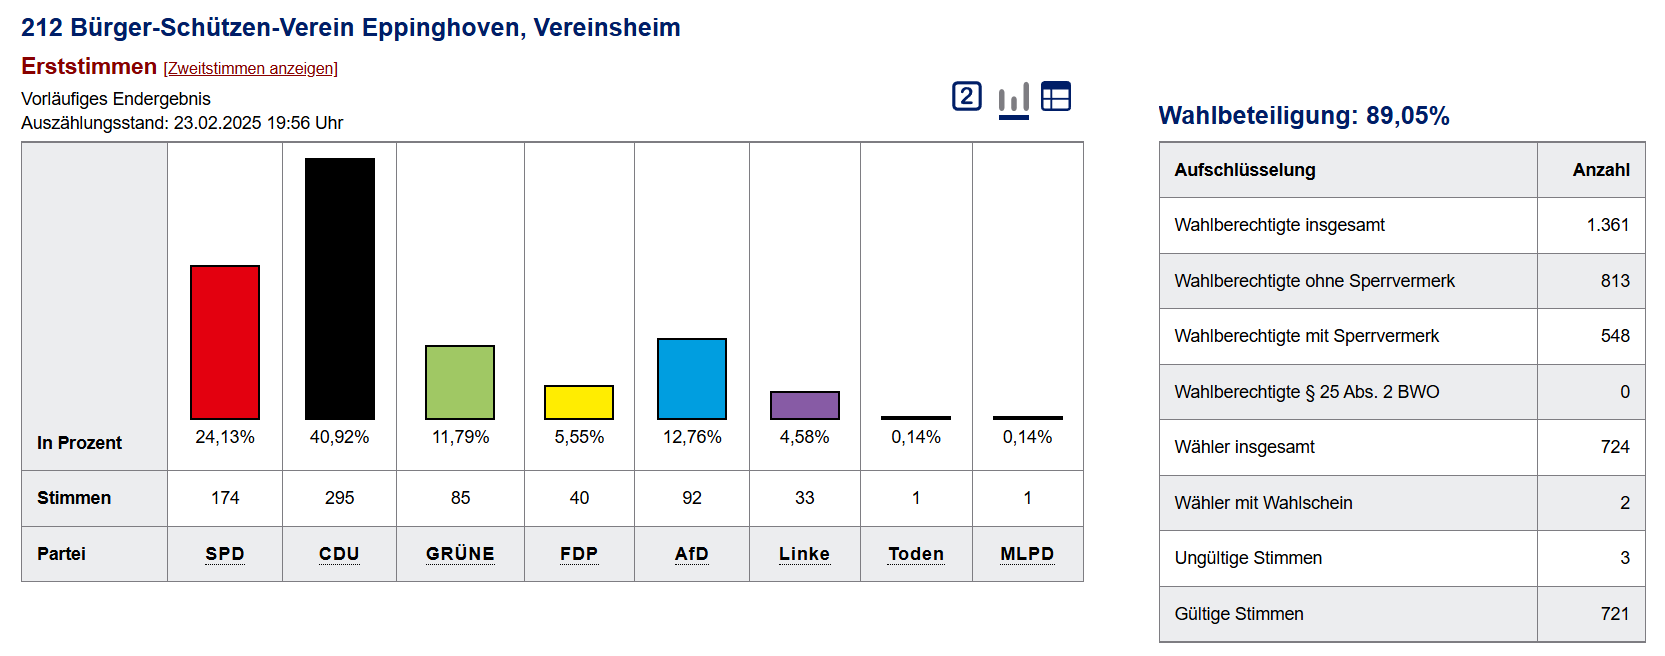 212 Bürger-Schützen-Verein Eppinghoven, Vereinsheim
Erststimmen [Zweitstimmen anzeigen]
Vorläufiges Endergebnis
Auszählungsstand: 23.02.2025 19:56 Uhr
2
In Prozent 24,13% 40,92% 11,79% 5,55% 12,76% 4,58% 0,14% 0,14%
Stimmen 174 295 85 40 92 33 1 1
Partei SPD CDU GRÜNE FDP AfD Linke Toden MLPD
Wahlbeteiligung: 89,05%
Aufschlüsselung Anzahl
Wahlberechtigte insgesamt 1.361
Wahlberechtigte ohne Sperrvermerk 813
Wahlberechtigte mit Sperrvermerk 548
Wahlberechtigte § 25 Abs. 2 BWO 0
Wähler insgesamt 724
Wähler mit Wahlschein 2
Ungültige Stimmen 3
Gültige Stimmen 721